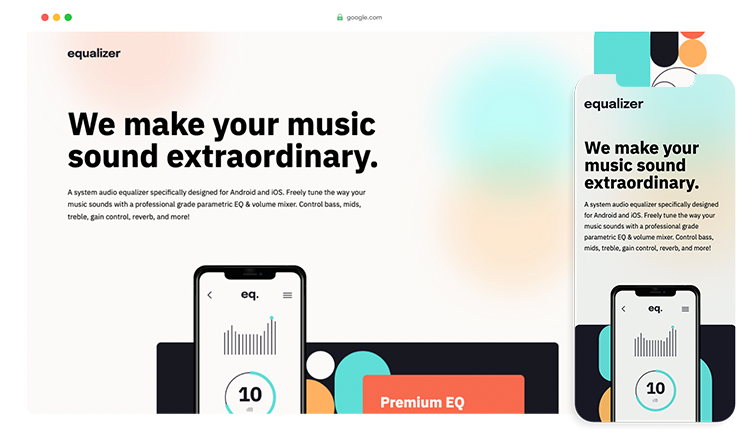 google.com
equalizer
We make your music
sound extraordinary.
A system audio equalizer specifically designed for Android and iOS. Freely tune the way your
music sounds with a professional grade parametric EQ & volume mixer. Control bass, mids,
treble, gain control, reverb, and more!
eq.
10
dB
Premium EQ
equalizer
We make your
music sound
extraordinary.
A system audio equalizer specifically designed
for Android and iOS. Freely tune the way your
music sounds with a professional grade
parametric EQ & volume mixer. Control bass,
mids, treble, gain control, reverb, and more!
eq.
10
dB